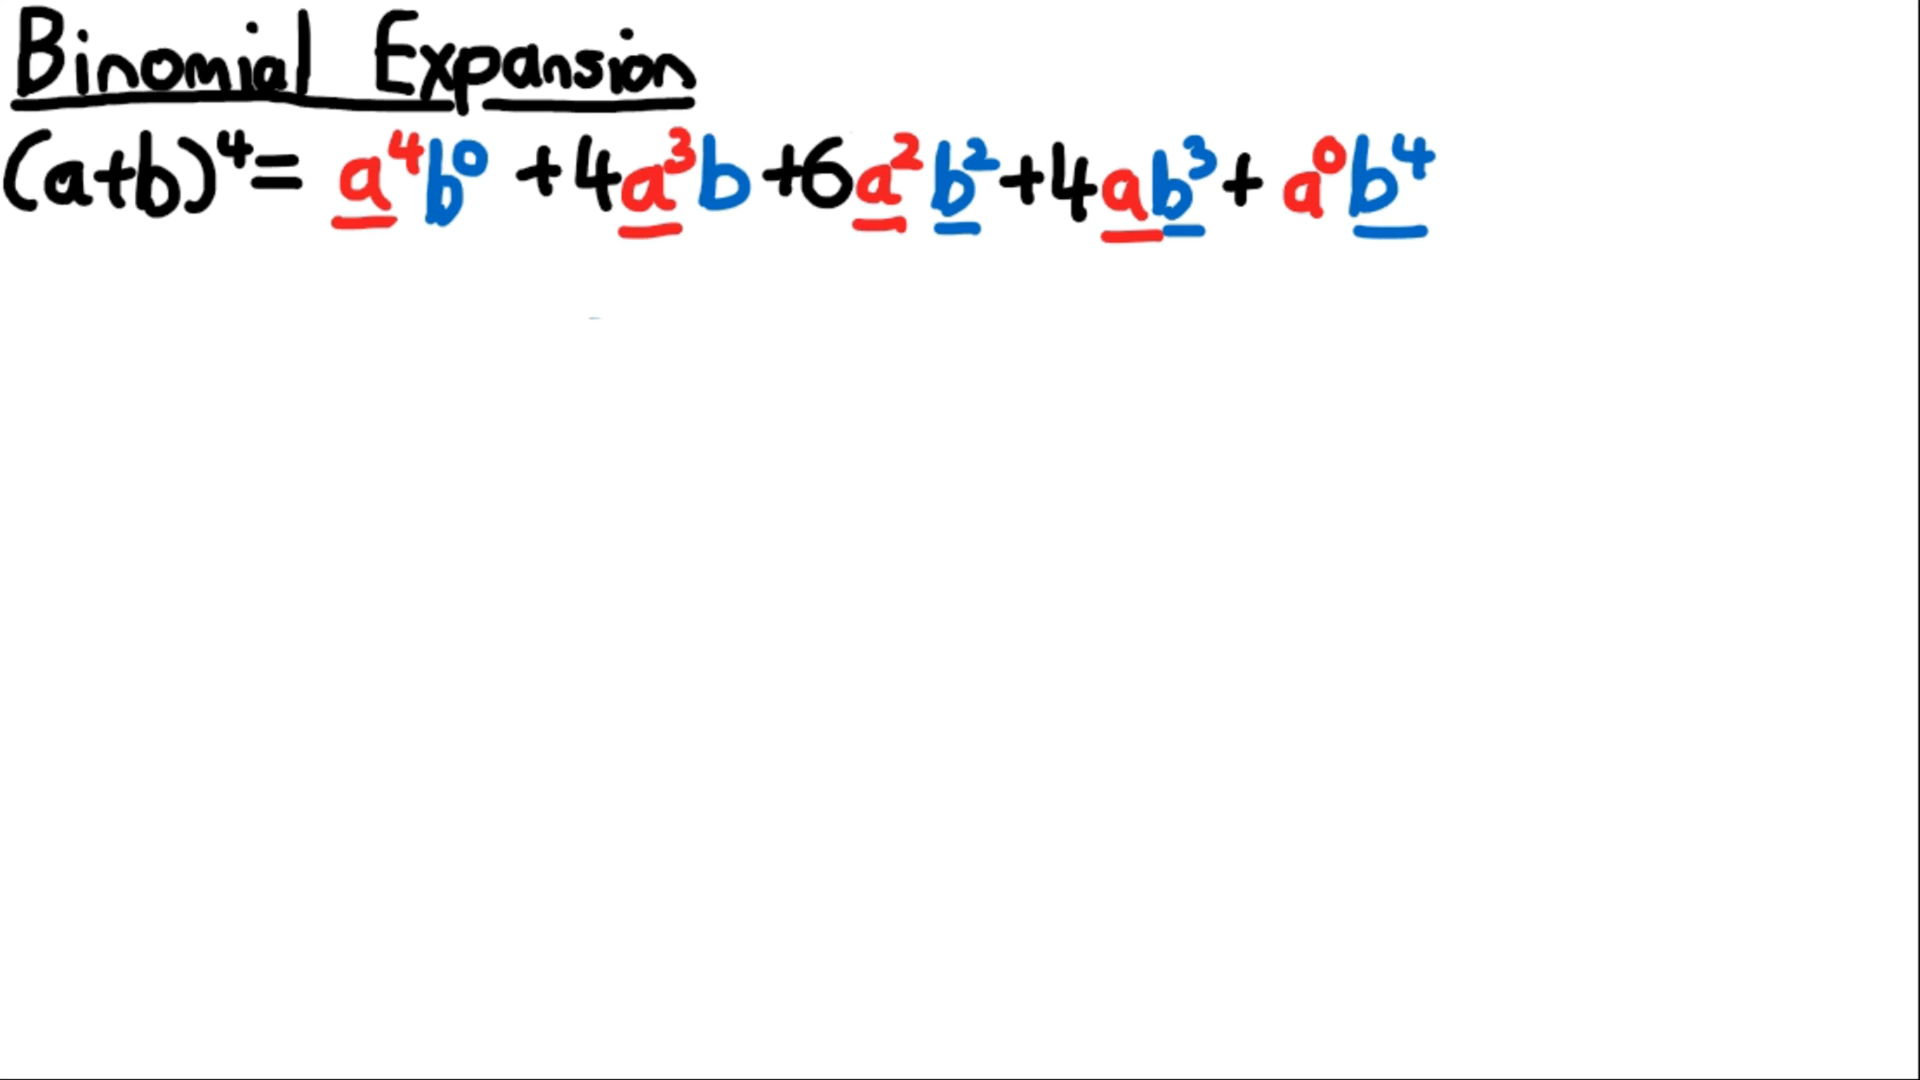 Binomial Expansion
(a+b)⁴= a⁴b⁰ +4a³b+6a²b²+4ab³+ a⁰b⁴